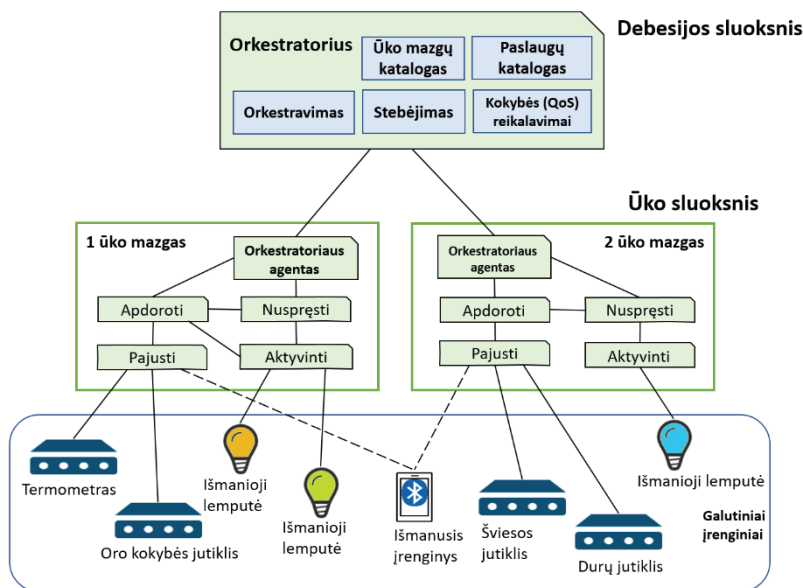 Debesijos sluoksnis
Orkestratorius
Ūko mazgų
katalogas
Paslaugų
katalogas
Orkestravimas
Stebėjimas
Kokybės (QoS)
reikalavimai
Ūko sluoksnis
1 ūko mazgas
Orkestratoriaus
agentas
Apdoroti
Nuspręsti
Pajusti
Aktyvinti
2 ūko mazgas
Orkestratoriaus
agentas
Apdoroti
Nuspręsti
Pajusti
Aktyvinti
Termometras
Oro kokybės jutiklis
Išmanioji
lemputė
Išmanioji
lemputė
Išmanusis
įrenginys
Šviesos
jutiklis
Durų jutiklis
Išmanioji lemputė
Galutiniai
įrenginiai